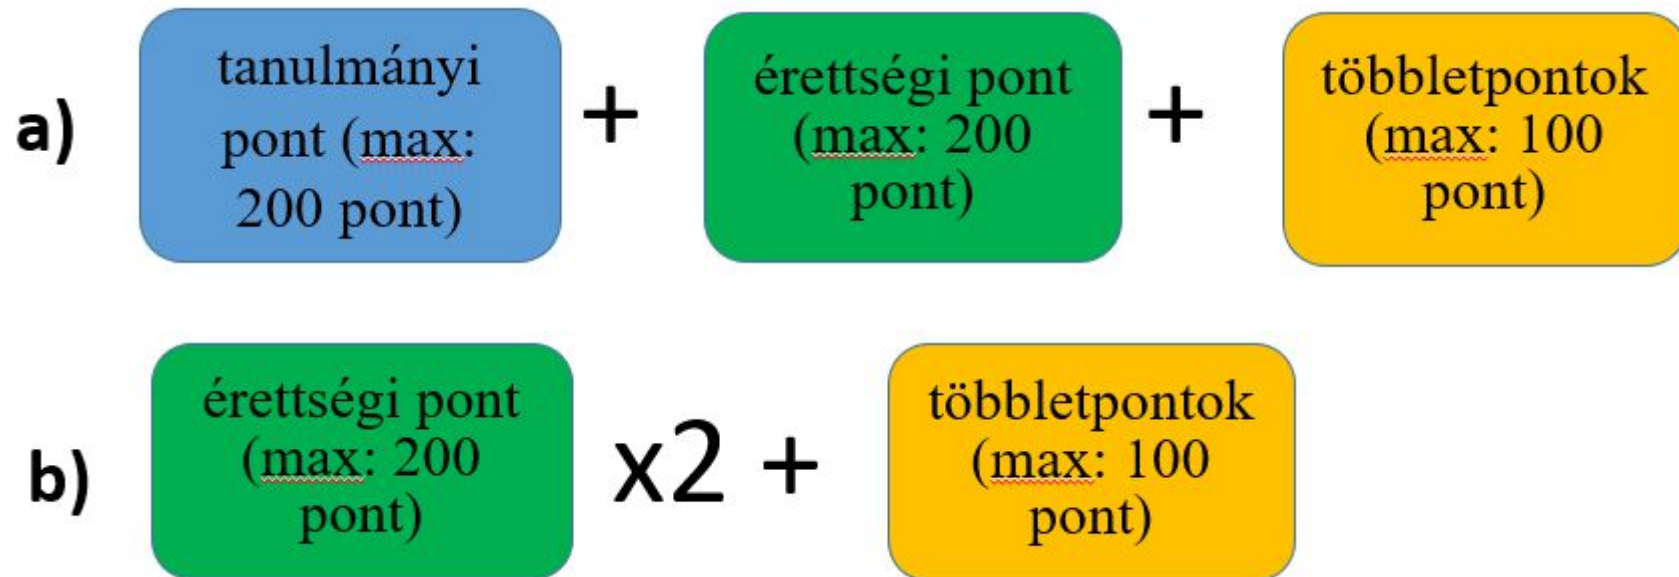 a)
tanulmányi
pont (max:
200 pont)
+
érettségi pont
(max: 200
pont)
+
többletpontok
(max: 100
pont)
b)
érettségi pont
(max: 200
pont)
x2 +
többletpontok
(max: 100
pont)